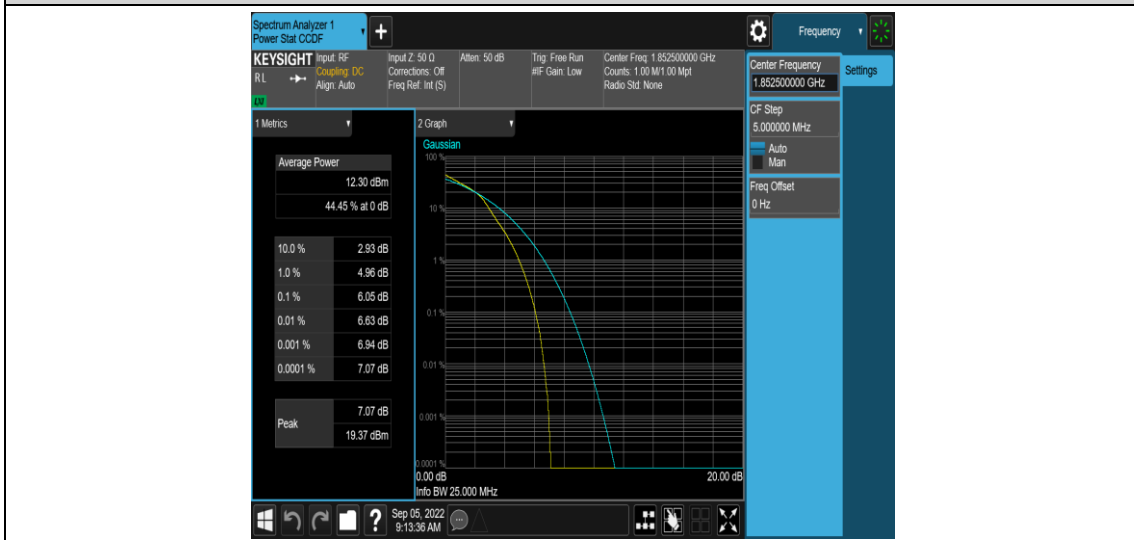 Spectrum Analyzer 1
Power Stat CCDF
+
Frequency
KEYSIGHT
RL
LXI
Input: RF
Coupling: DC
Align: Auto
Input Z: 50 Ω
Corrections: Off
Freq Ref: Int (S)
Atten: 50 dB
Trig: Free Run
#IF Gain: Low
Center Freq: 1.852500000 GHz
Counts: 1.00 M/1.00 Mpt
Radio Std: None
Center Frequency
1.852500000 GHz
Settings
CF Step
5.000000 MHz
Auto
Man
Freq Offset
0 Hz
1 Metrics
Average Power
12.30 dBm
44.45 % at 0 dB
10.0 % 2.93 dB
1.0 % 4.96 dB
0.1 % 6.05 dB
0.01 % 6.63 dB
0.001 % 6.94 dB
0.0001 % 7.07 dB
Peak
7.07 dB
19.37 dBm
2 Graph
Gaussian
100 %
10 %
1 %
0.1 %
0.01 %
0.001 %
0.0001 %
0.00 dB 20.00 dB
Info BW 25.000 MHz
?
Sep 05, 2022
9:13:36 AM